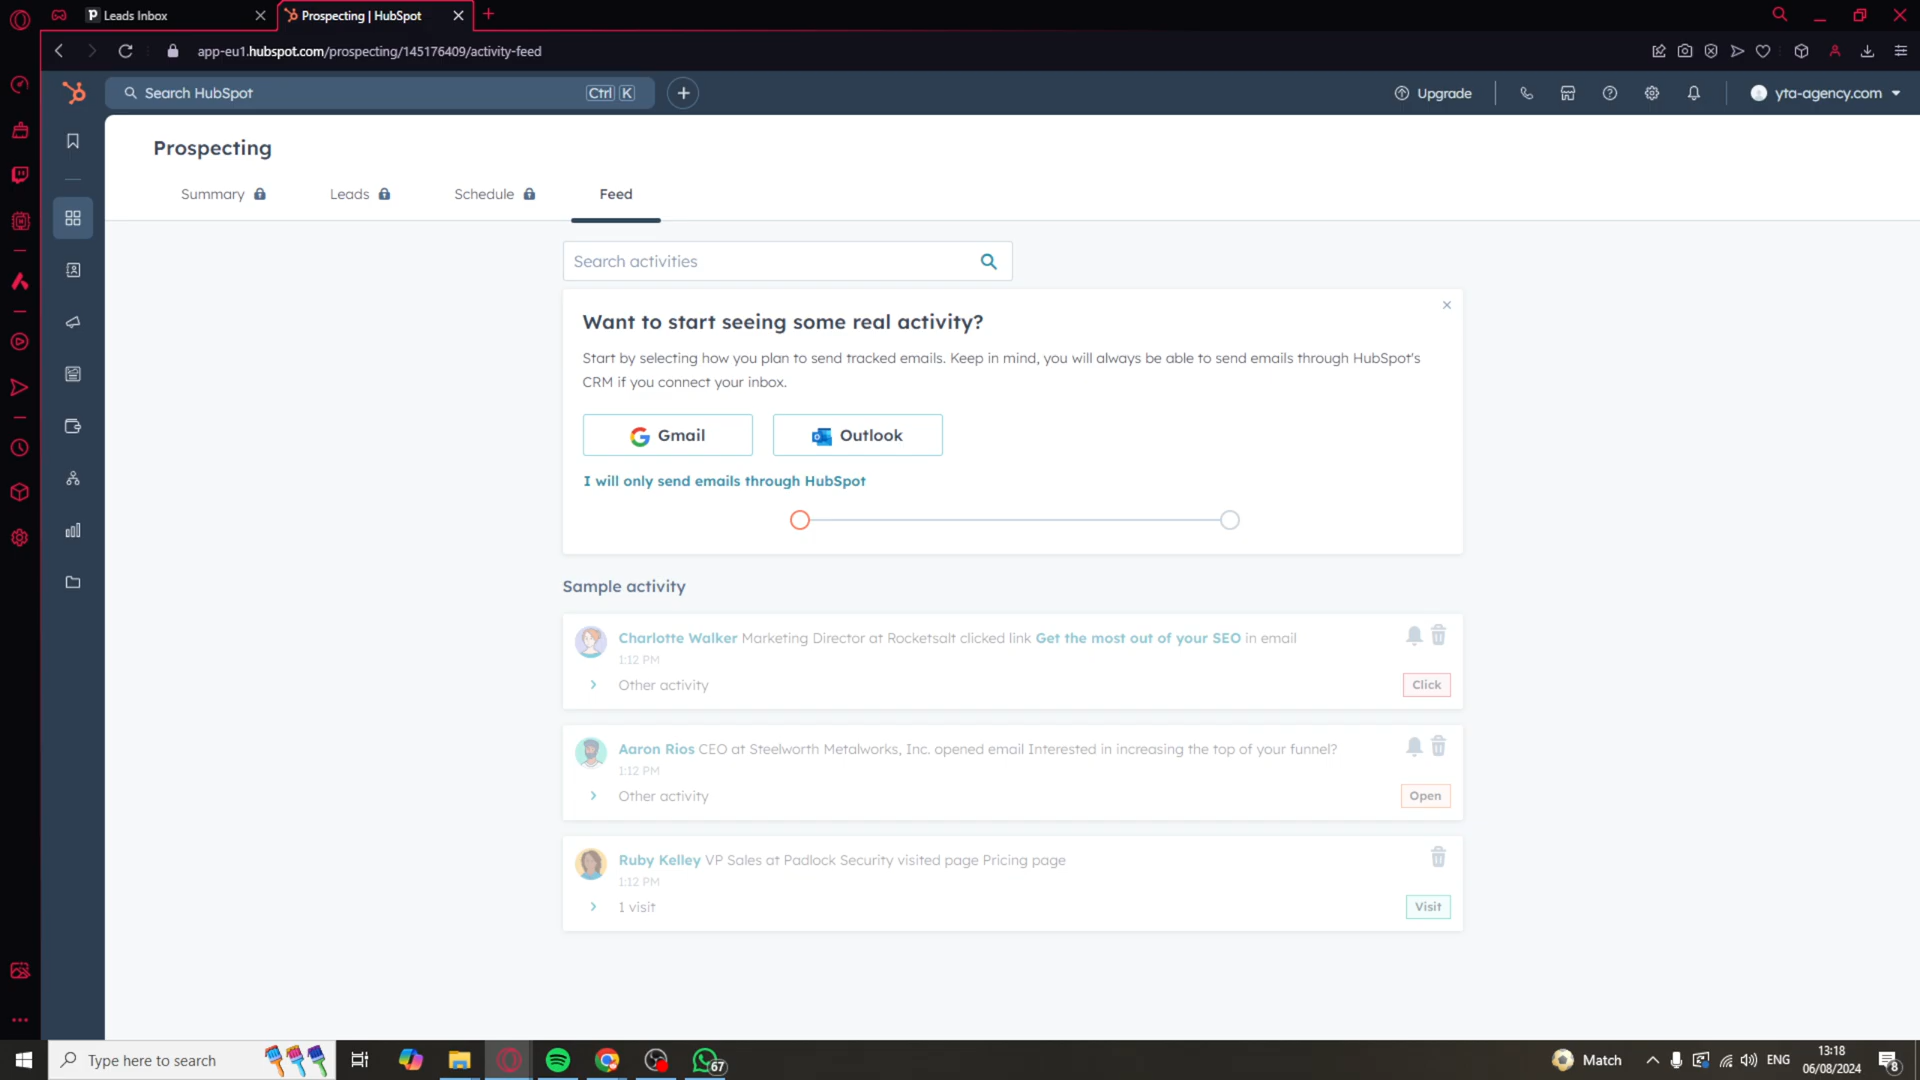 Leads Inbox
Prospecting | HubSpot
app-eu1.hubspot.com/prospecting/145176409/activity-feed
Search HubSpot
Ctrl K
Upgrade
yta-agency.com
Prospecting
Summary
Leads
Schedule
Feed
Search activities
Want to start seeing some real activity?
Start by selecting how you plan to send tracked emails. Keep in mind, you will always be able to send emails through HubSpot's
CRM if you connect your inbox.
Gmail
Outlook
I will only send emails through HubSpot
Sample activity
Charlotte Walker Marketing Director at Rocketsalt clicked link Get the most out of your SEO in email
1:12 PM
Other activity
Click
Aaron Rios CEO at Steelworth Metalworks, Inc. opened email Interested in increasing the top of your funnel?
1:12 PM
Other activity
Open
Ruby Kelley VP Sales at Padlock Security visited page Pricing page
1:12 PM
1 visit
Visit
Type here to search
67
Match
ENG
13:18
06/08/2024
8